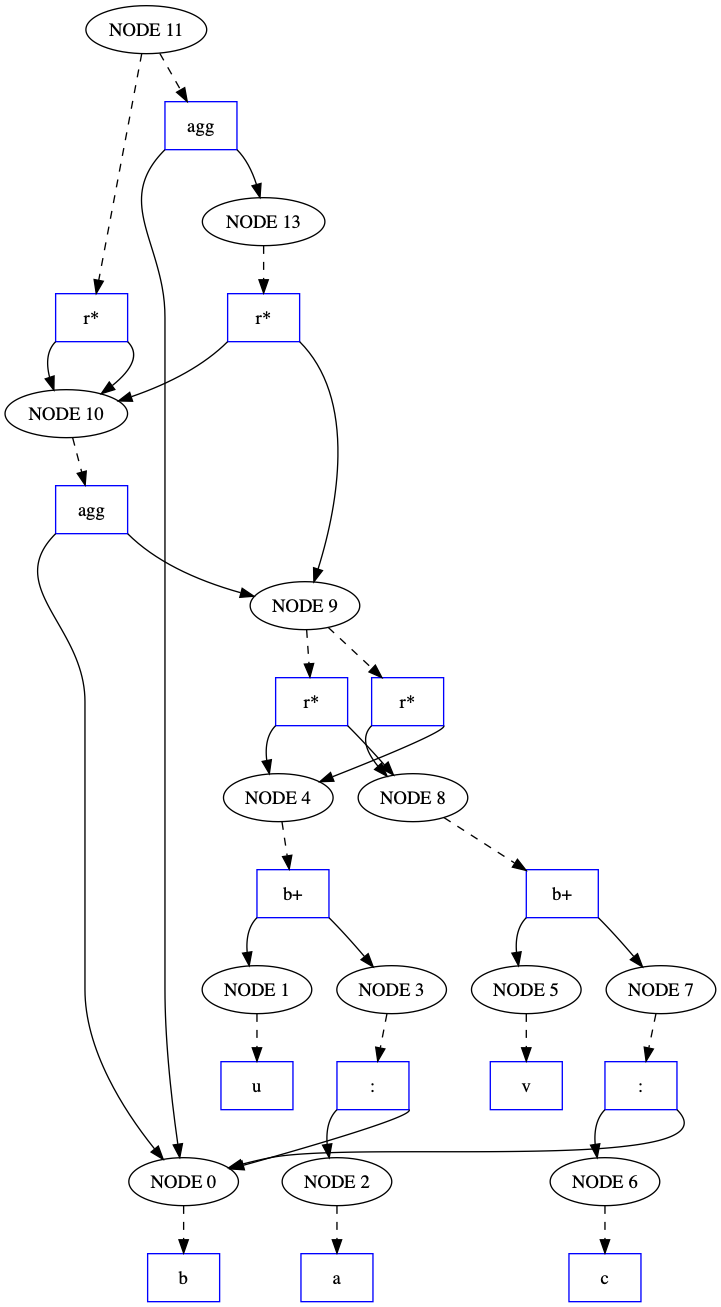 NODE 11
agg
NODE 13
r*
r*
NODE 10
agg
NODE 9
r*
r*
NODE 4
NODE 8
b+
b+
NODE 1
NODE 3
NODE 5
NODE 7
u
:
v
:
NODE 0
NODE 2
NODE 6
b
a
c